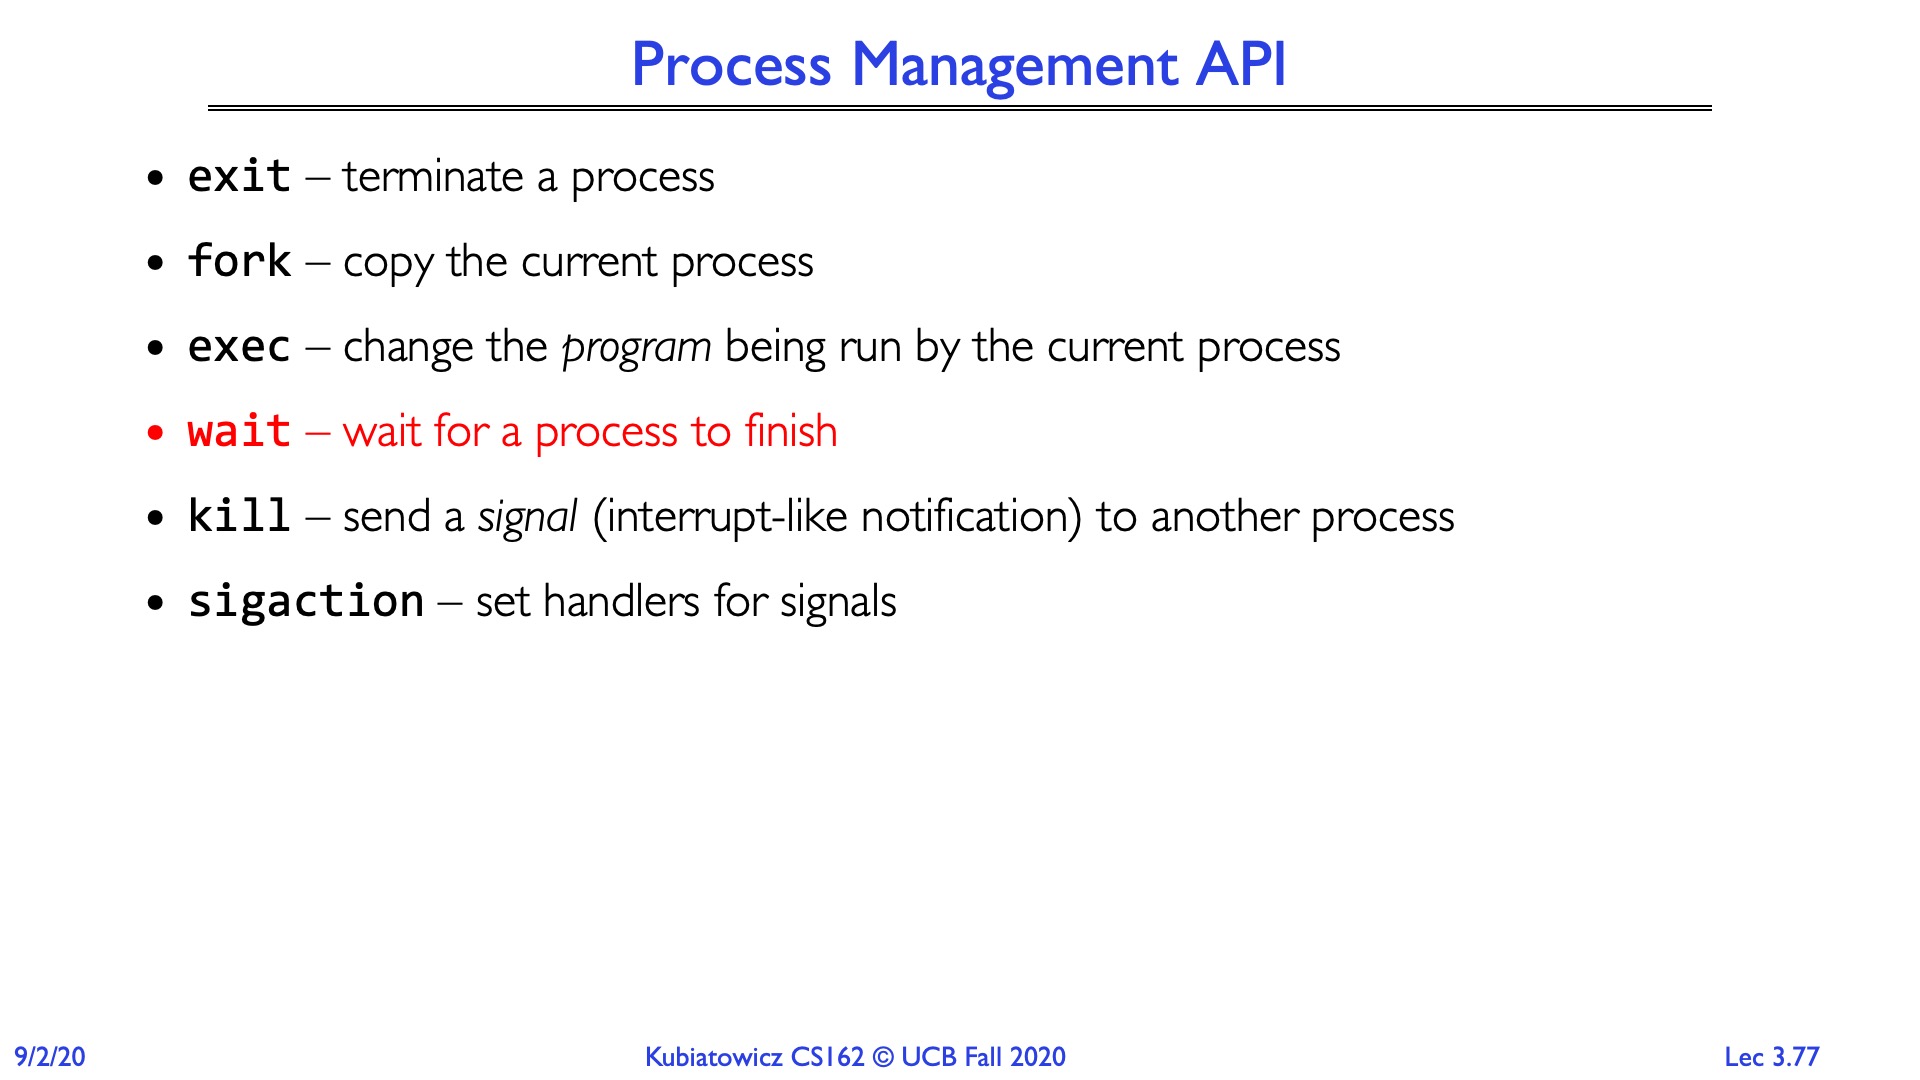 Process Management API
• exit – terminate a process
• fork – copy the current process
• exec – change the program being run by the current process
• wait – wait for a process to finish
• kill – send a signal (interrupt-like notification) to another process
• sigaction – set handlers for signals
9/2/20
Kubiatowicz CS162 © UCB Fall 2020
Lec 3.77